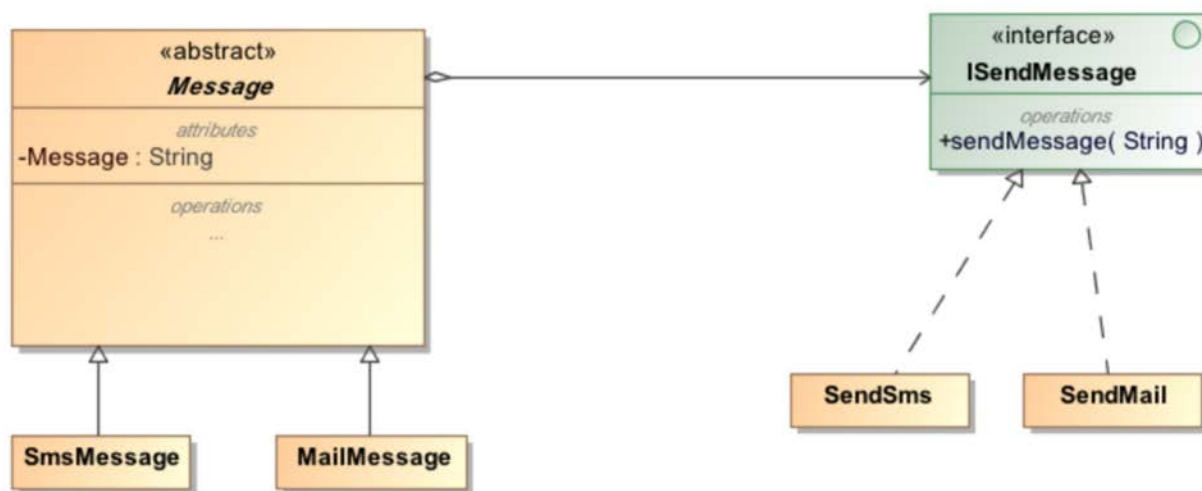 «abstract»
Message
attributes
-Message : String
operations
...
SmsMessage
MailMessage
«interface»
ISendMessage
operations
+sendMessage( String )
SendSms
SendMail